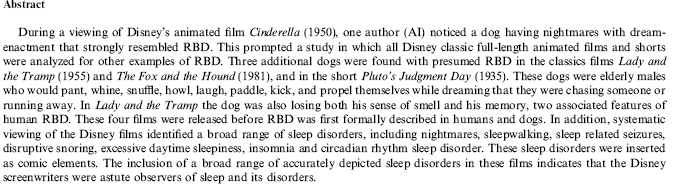 Abstract
During a viewing of Disney's animated film Cinderella (1950), one author (AI) noticed a dog having nightmares with dream-
enactment that strongly resembled RBD. This prompted a study in which all Disney classic full-length animated films and shorts
were analyzed for other examples of RBD. Three additional dogs were found with presumed RBD in the classics films Lady and
the Tramp (1955) and The Fox and the Hound (1981), and in the short Pluto's Judgment Day (1935). These dogs were elderly males
who would pant, whine, snuffle, howl, laugh, paddle, kick, and propel themselves while dreaming that they were chasing someone or
running away. In Lady and the Tramp the dog was also losing both his sense of smell and his memory, two associated features of
human RBD. These four films were released before RBD was first formally described in humans and dogs. In addition, systematic
viewing of the Disney films identified a broad range of sleep disorders, including nightmares, sleepwalking, sleep related seizures,
disruptive snoring, excessive daytime sleepiness, insomnia and circadian rhythm sleep disorder. These sleep disorders were inserted
as comic elements. The inclusion of a broad range of accurately depicted sleep disorders in these films indicates that the Disney
screenwriters were astute observers of sleep and its disorders.